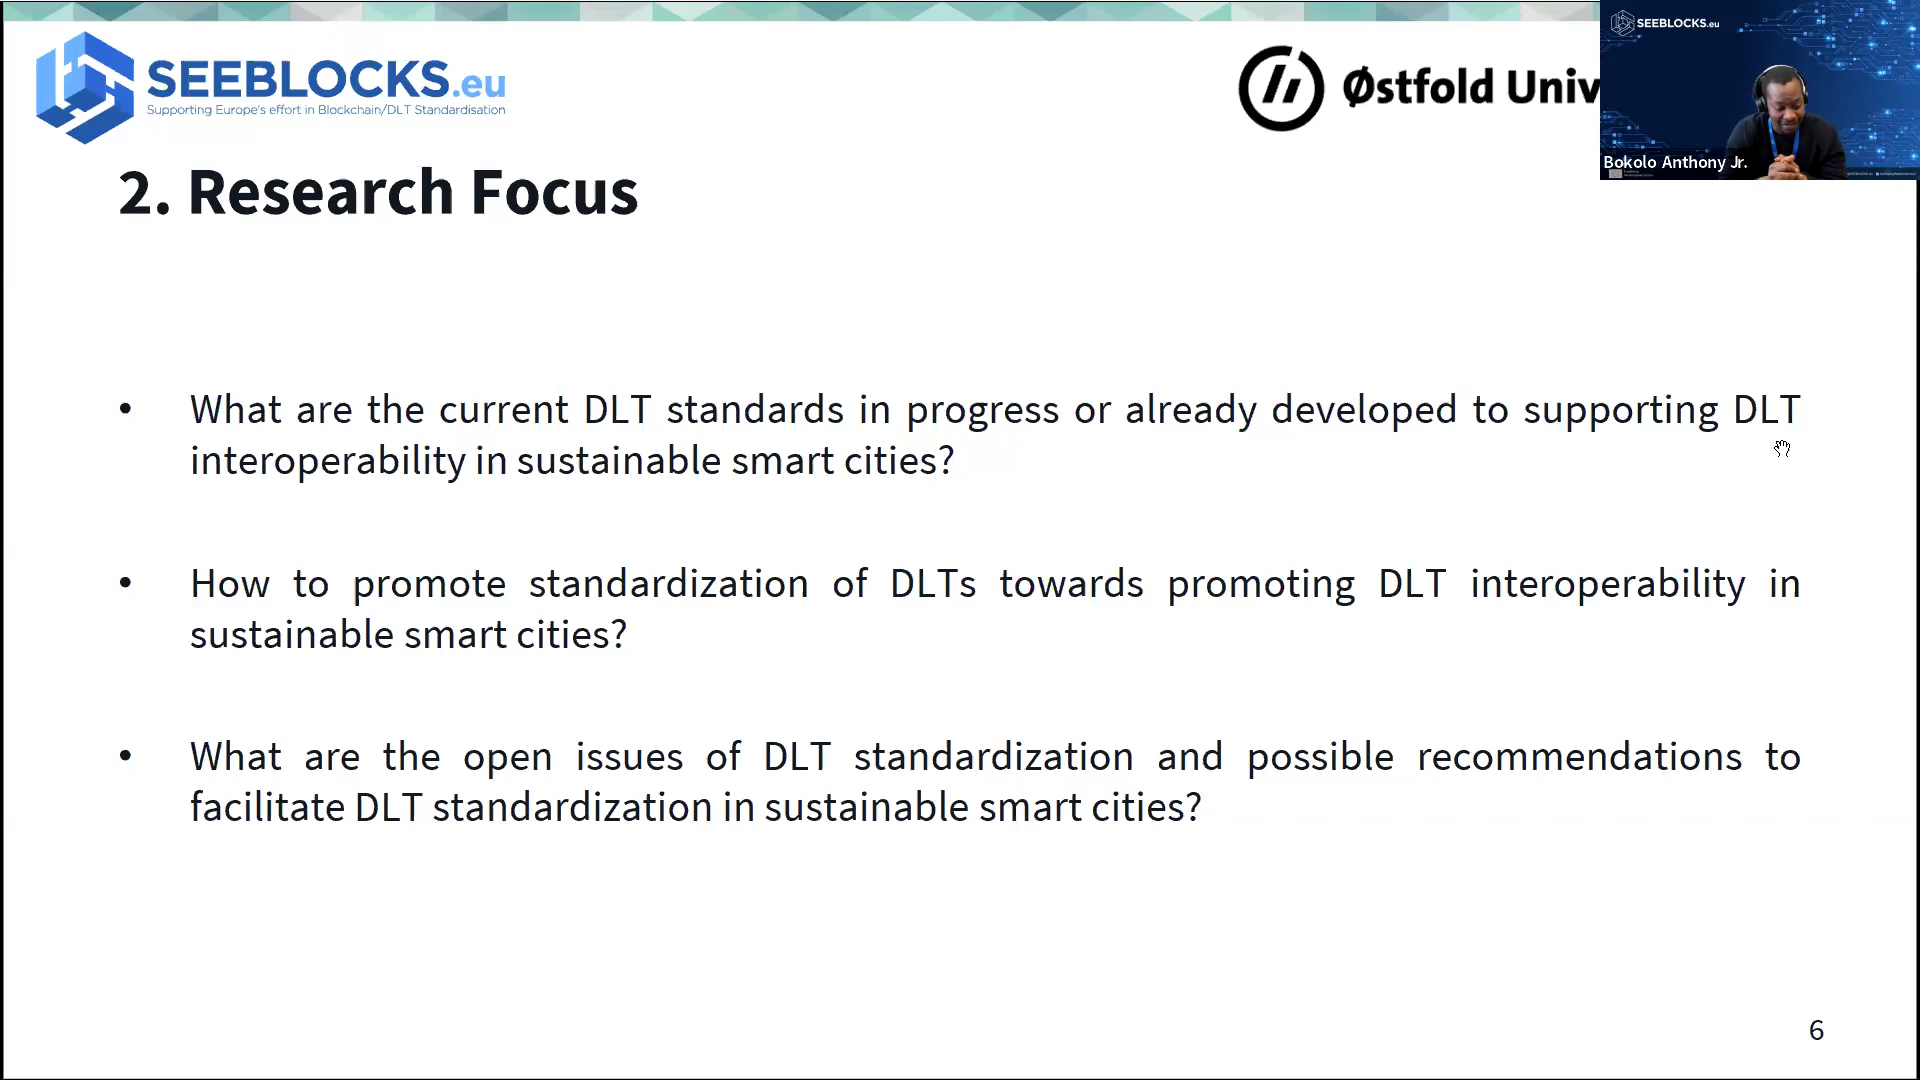 SEEBLOCKS.eu
Supporting Europe's effort in Blockchain/DLT Standardisation
Østfold Univ
SEEBLOCKS.eu
Bokolo Anthony Jr.
2. Research Focus
• What are the current DLT standards in progress or already developed to supporting DLT
interoperability in sustainable smart cities?
• How to promote standardization of DLTs towards promoting DLT interoperability in
sustainable smart cities?
• What are the open issues of DLT standardization and possible recommendations to
facilitate DLT standardization in sustainable smart cities?
6